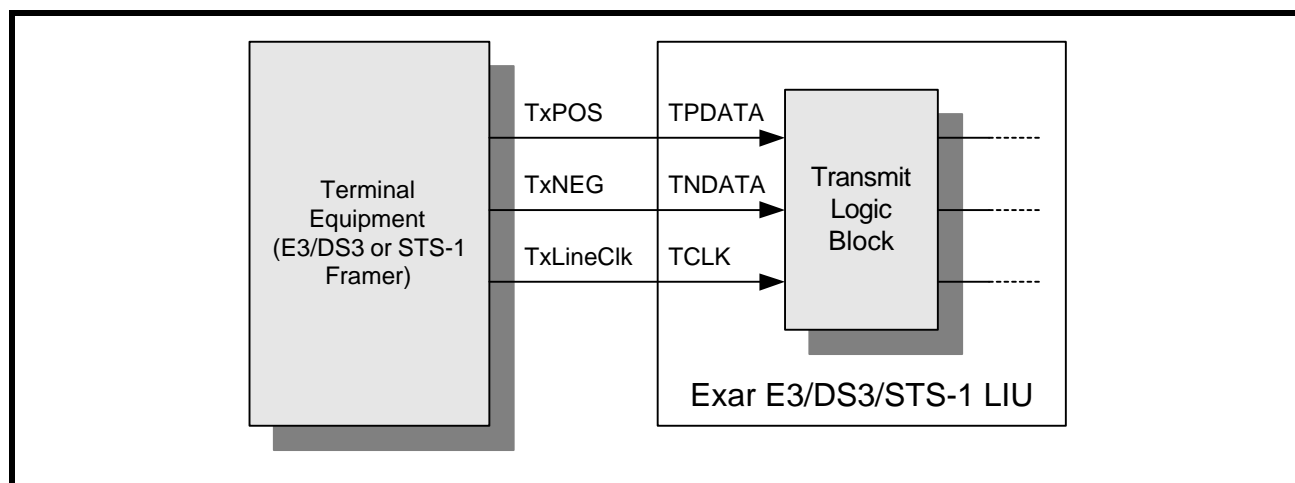 TxPOS
TPDATA
TxNEG
TNDATA
TxLineClk
TCLK
Terminal
Equipment
(E3/DS3 or STS-1
Framer)
Transmit
Logic
Block
Exar E3/DS3/STS-1 LIU